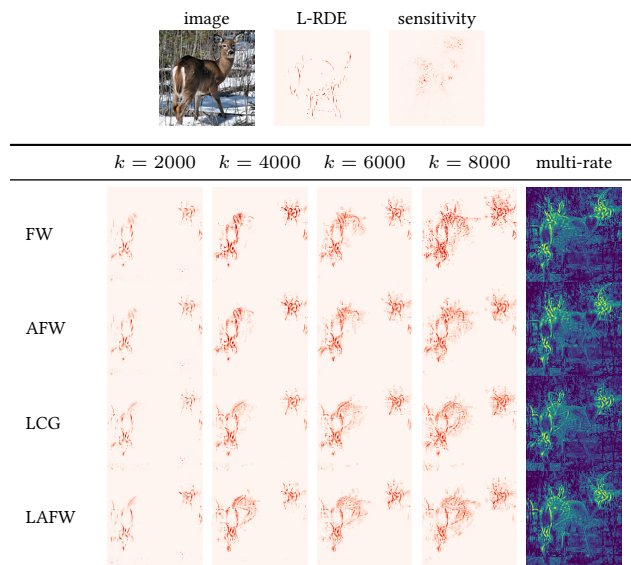 image L-RDE sensitivity
k = 2000 k = 4000 k = 6000 k = 8000 multi-rate
FW
AFW
LCG
LAFW